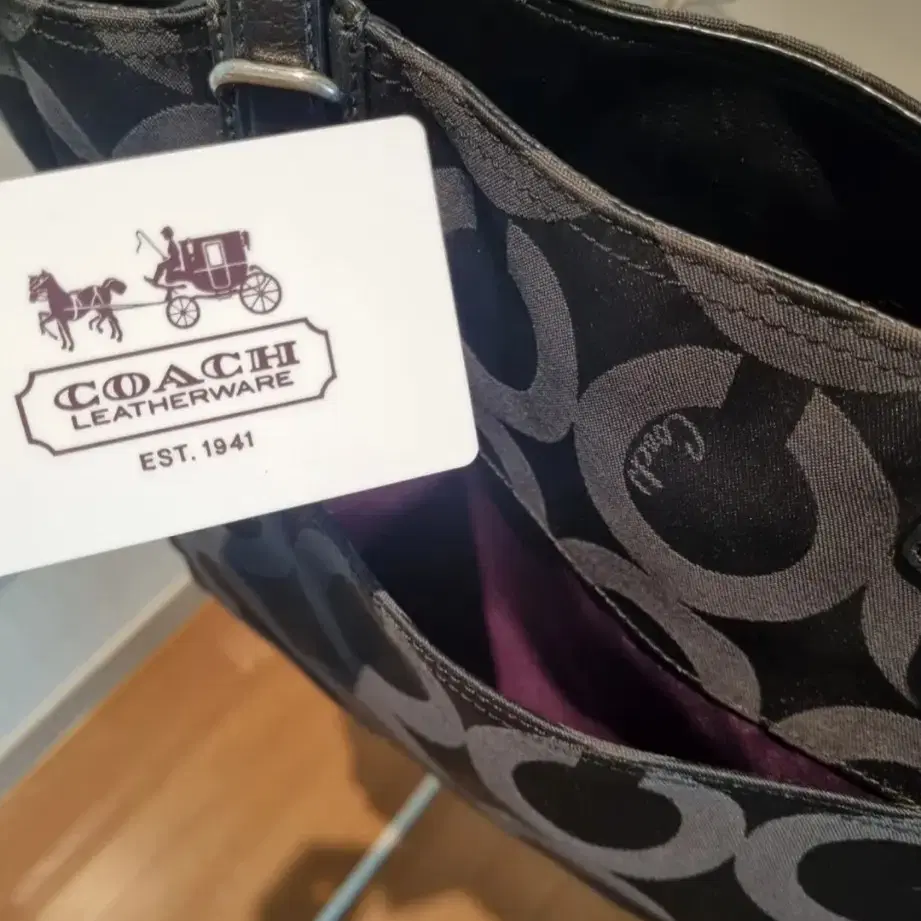 COACH
LEATHERWARE
EST. 1941
Coach